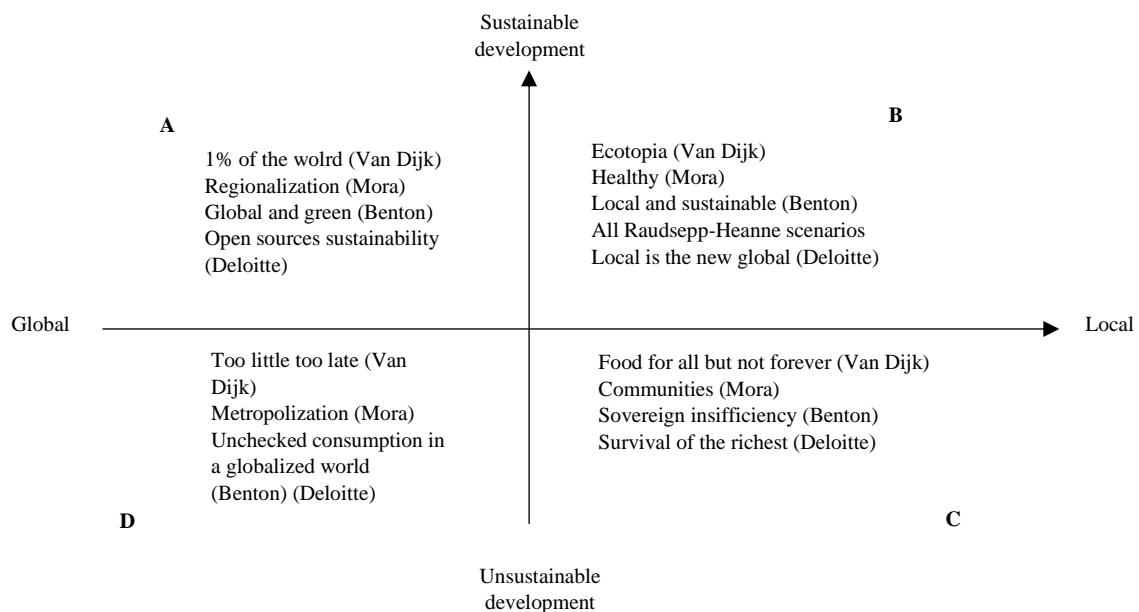 Sustainable
development
A
1% of the wolrd (Van Dijk)
Regionalization (Mora)
Global and green (Benton)
Open sources sustainability
(Deloitte)
B
Ecotopia (Van Dijk)
Healthy (Mora)
Local and sustainable (Benton)
All Raudsepp-Heanne scenarios
Local is the new global (Deloitte)
Global
Local
Too little too late (Van
Dijk)
Metropolization (Mora)
Unchecked consumption in
a globalized world
(Benton) (Deloitte)
D
Food for all but not forever (Van Dijk)
Communities (Mora)
Sovereign insifficiency (Benton)
Survival of the richest (Deloitte)
C
Unsustainable
development